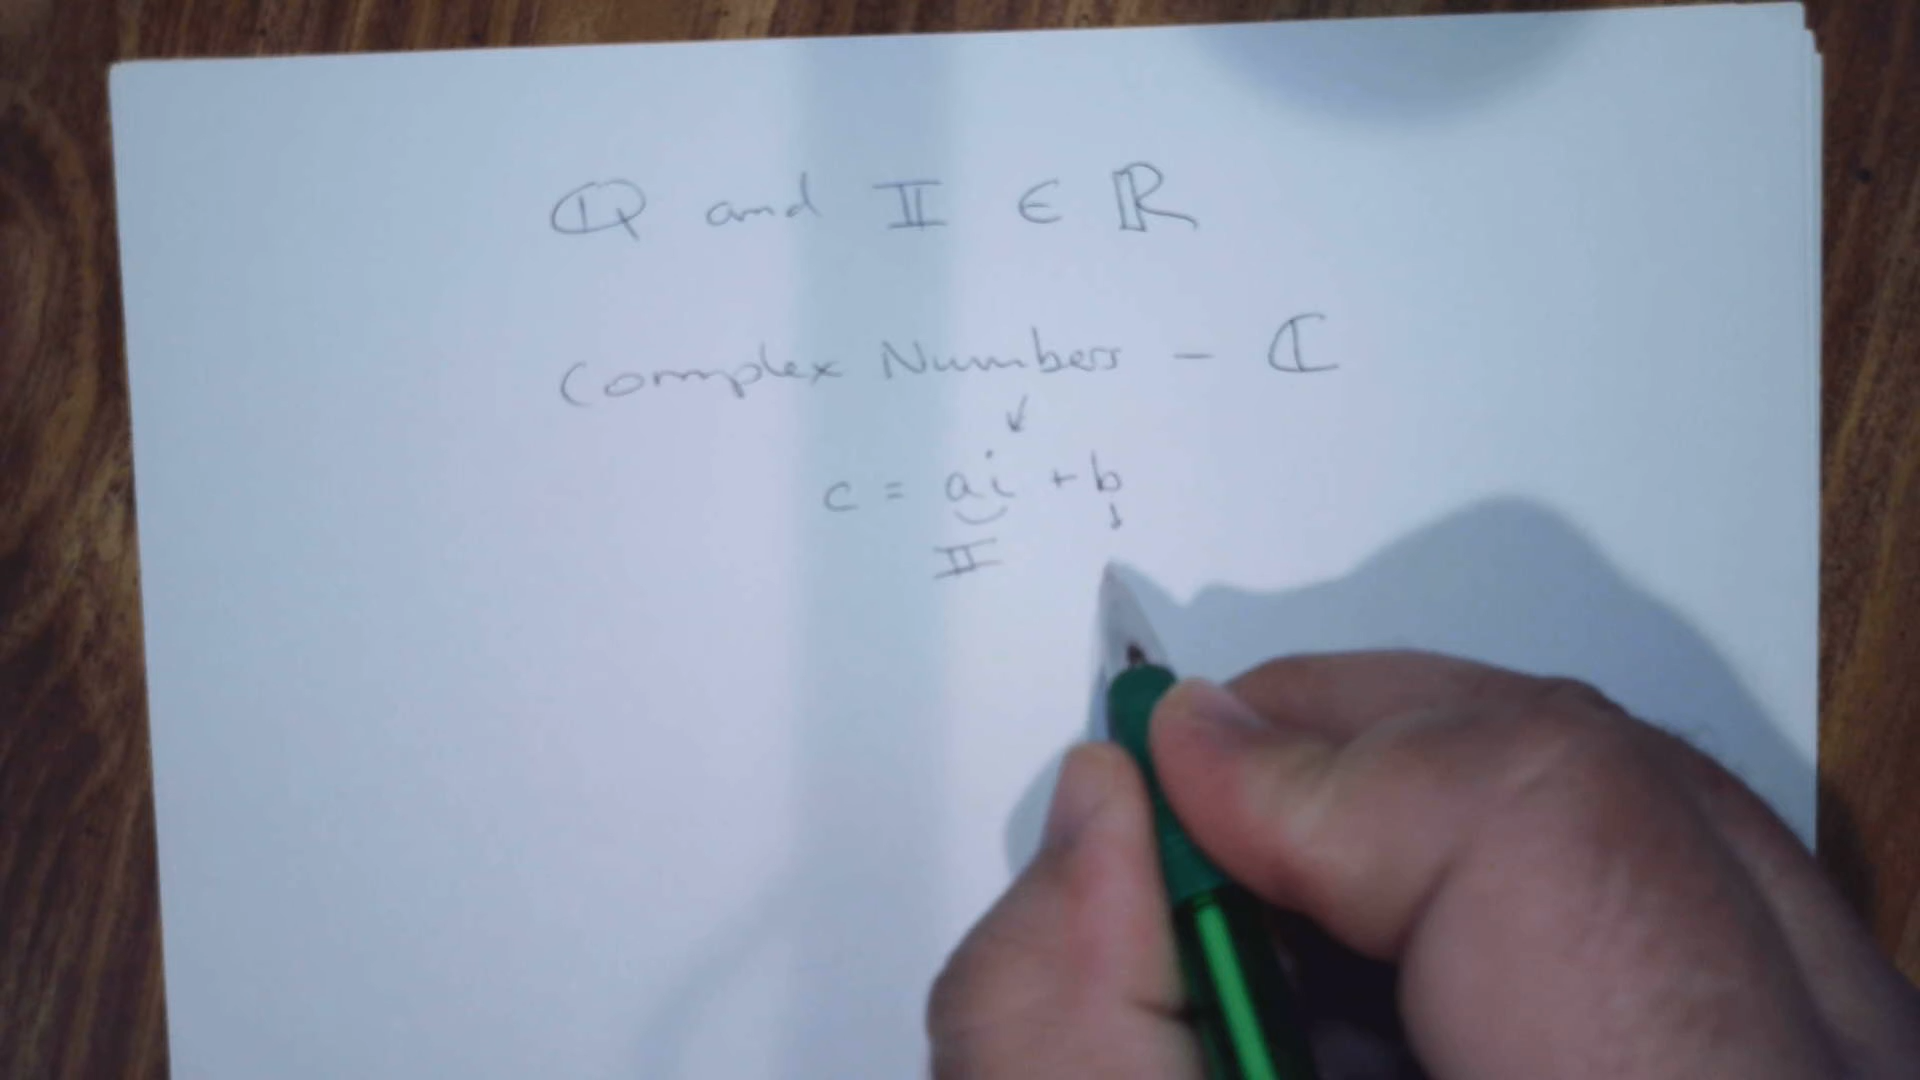 ℚ and 𝕀 ∈ ℝ
Complex Numbers - ℂ
↓
c = ai + b
↓
𝕀